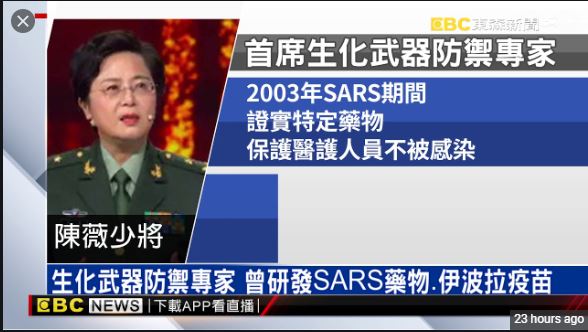 EBC 東森新聞
首席生化武器防禦專家
2003年SARS期間
證實特定藥物
保護醫護人員不被感染
陳薇少將
生化武器防禦專家 曾研發SARS藥物.伊波拉疫苗
EBC NEWS 下載APP看直播
23 hours ago